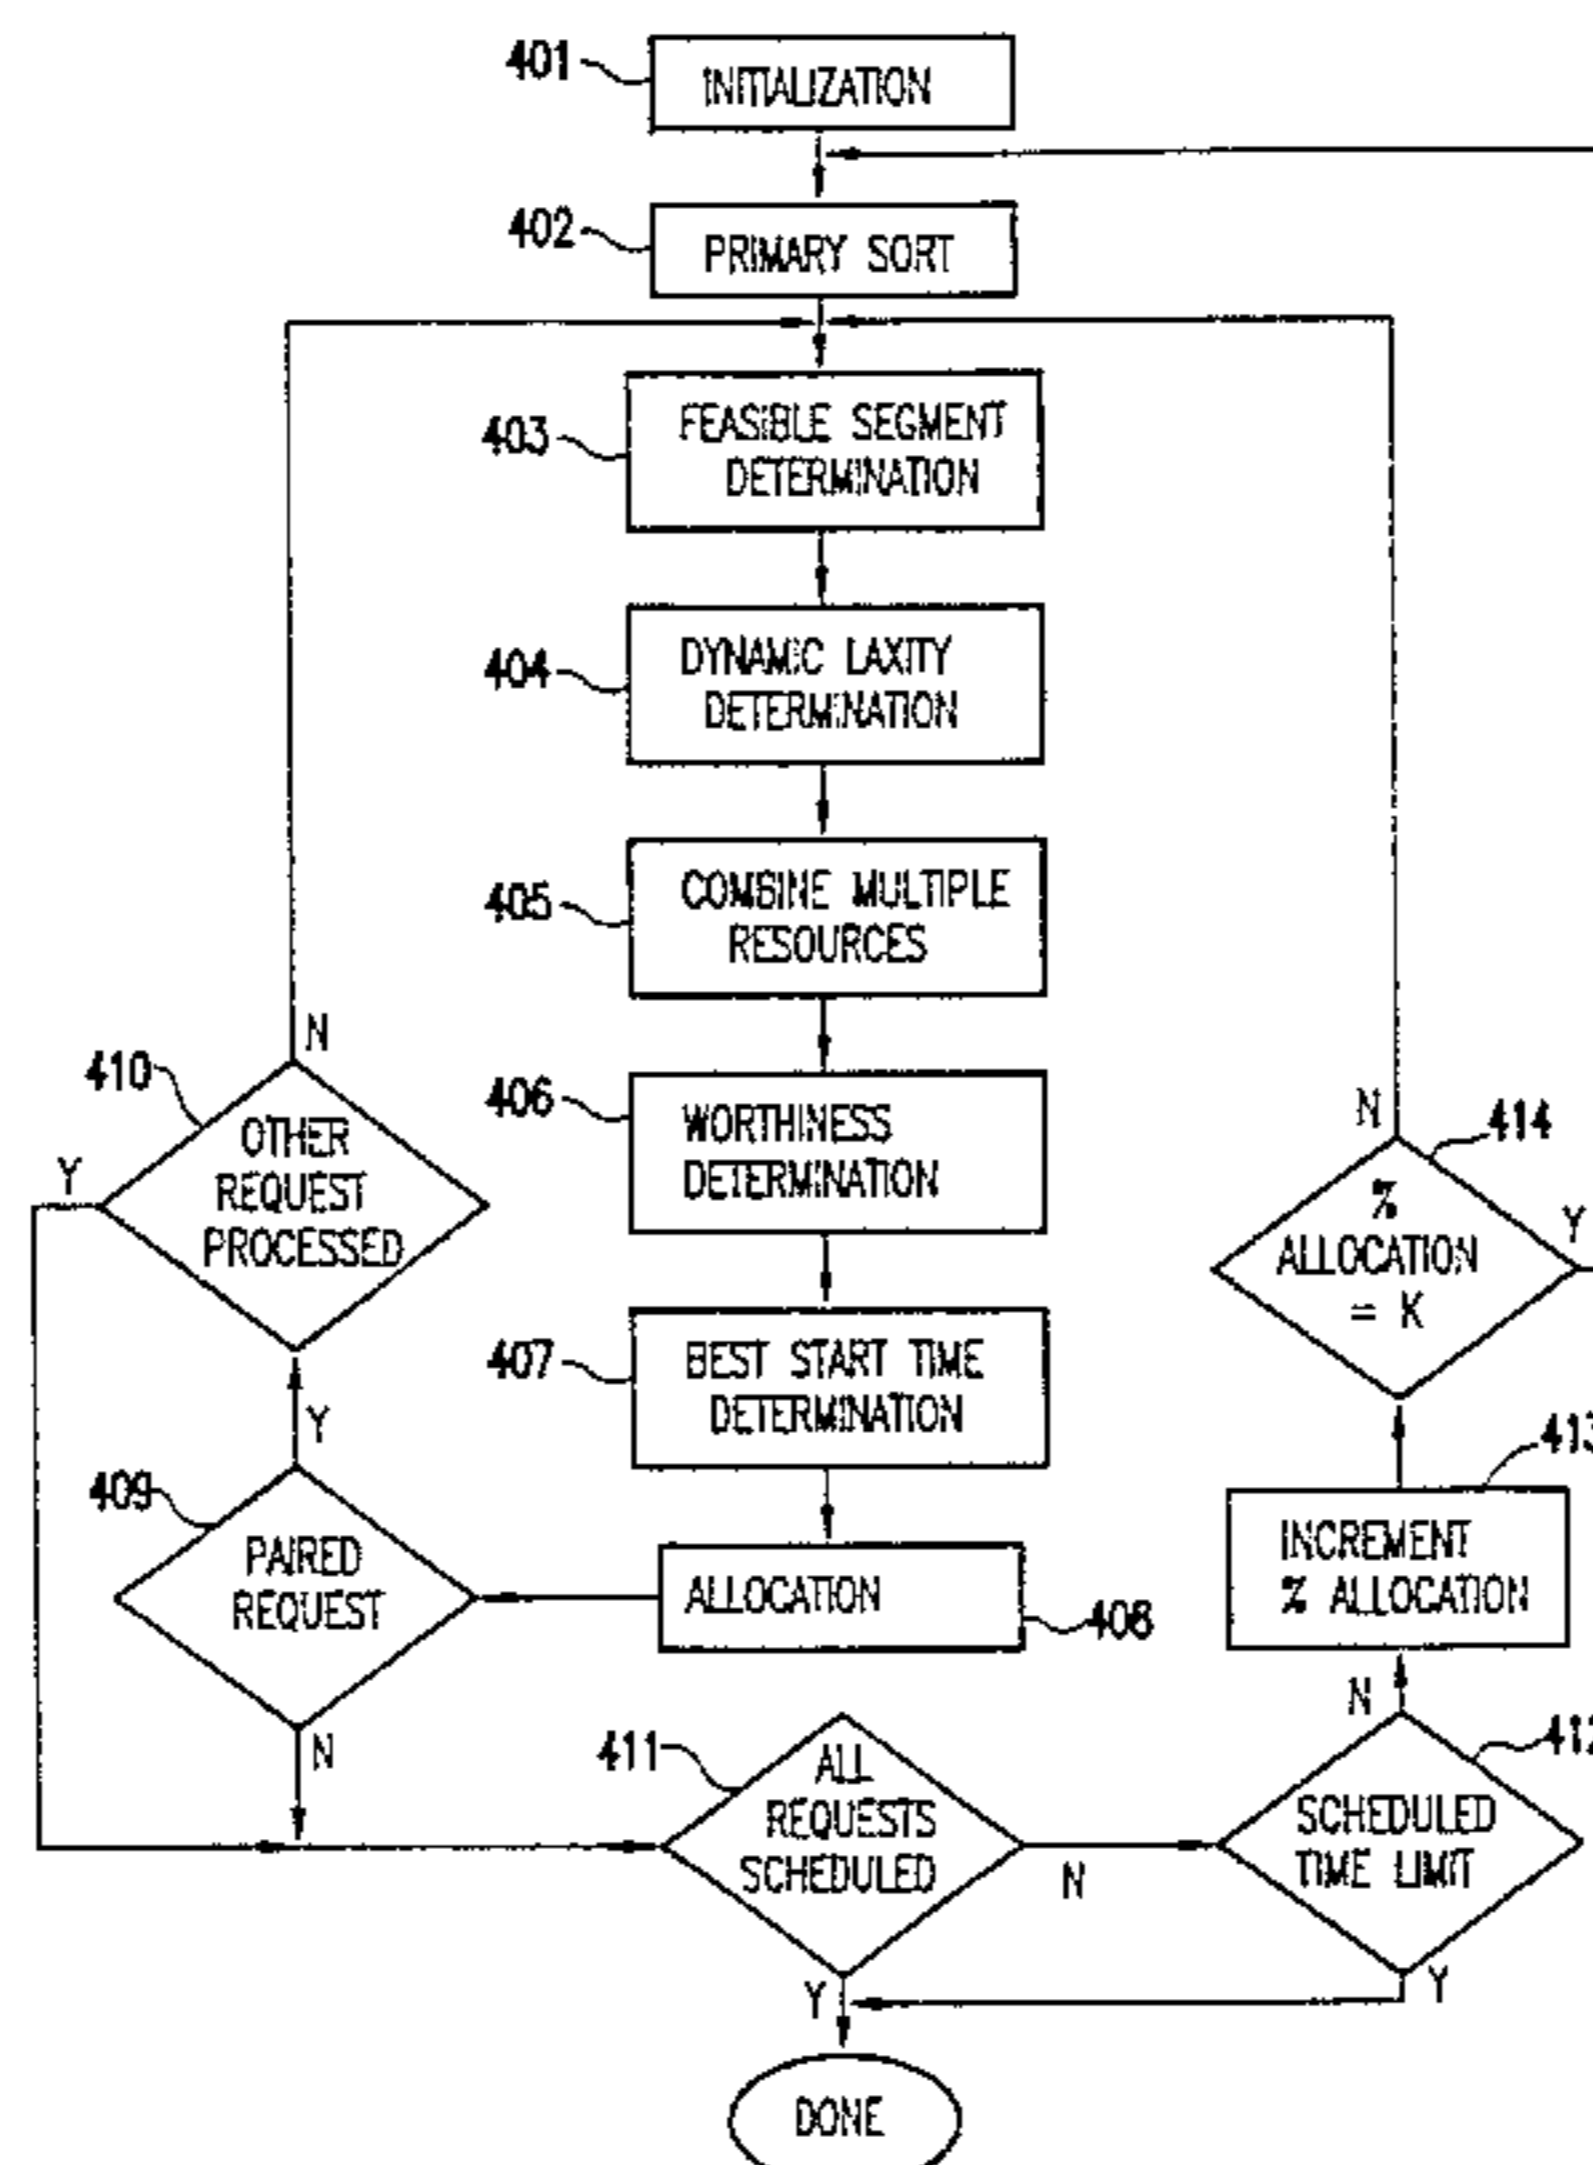 401
INITIALIZATION
402
PRIMARY SORT
403
FEASIBLE SEGMENT
DETERMINATION
404
DYNAMIC LAXITY
DETERMINATION
405
COMBINE MULTIPLE
RESOURCES
N
410
OTHER
REQUEST
PROCESSED
Y
406
WORTHINESS
DETERMINATION
N
414
%
ALLOCATION
= K
Y
407
BEST START TIME
DETERMINATION
Y
409
PAIRED
REQUEST
N
ALLOCATION
408
413
INCREMENT
% ALLOCATION
N
411
ALL
REQUESTS
SCHEDULED
N
Y
412
SCHEDULED
TIME LIMIT
Y
DONE